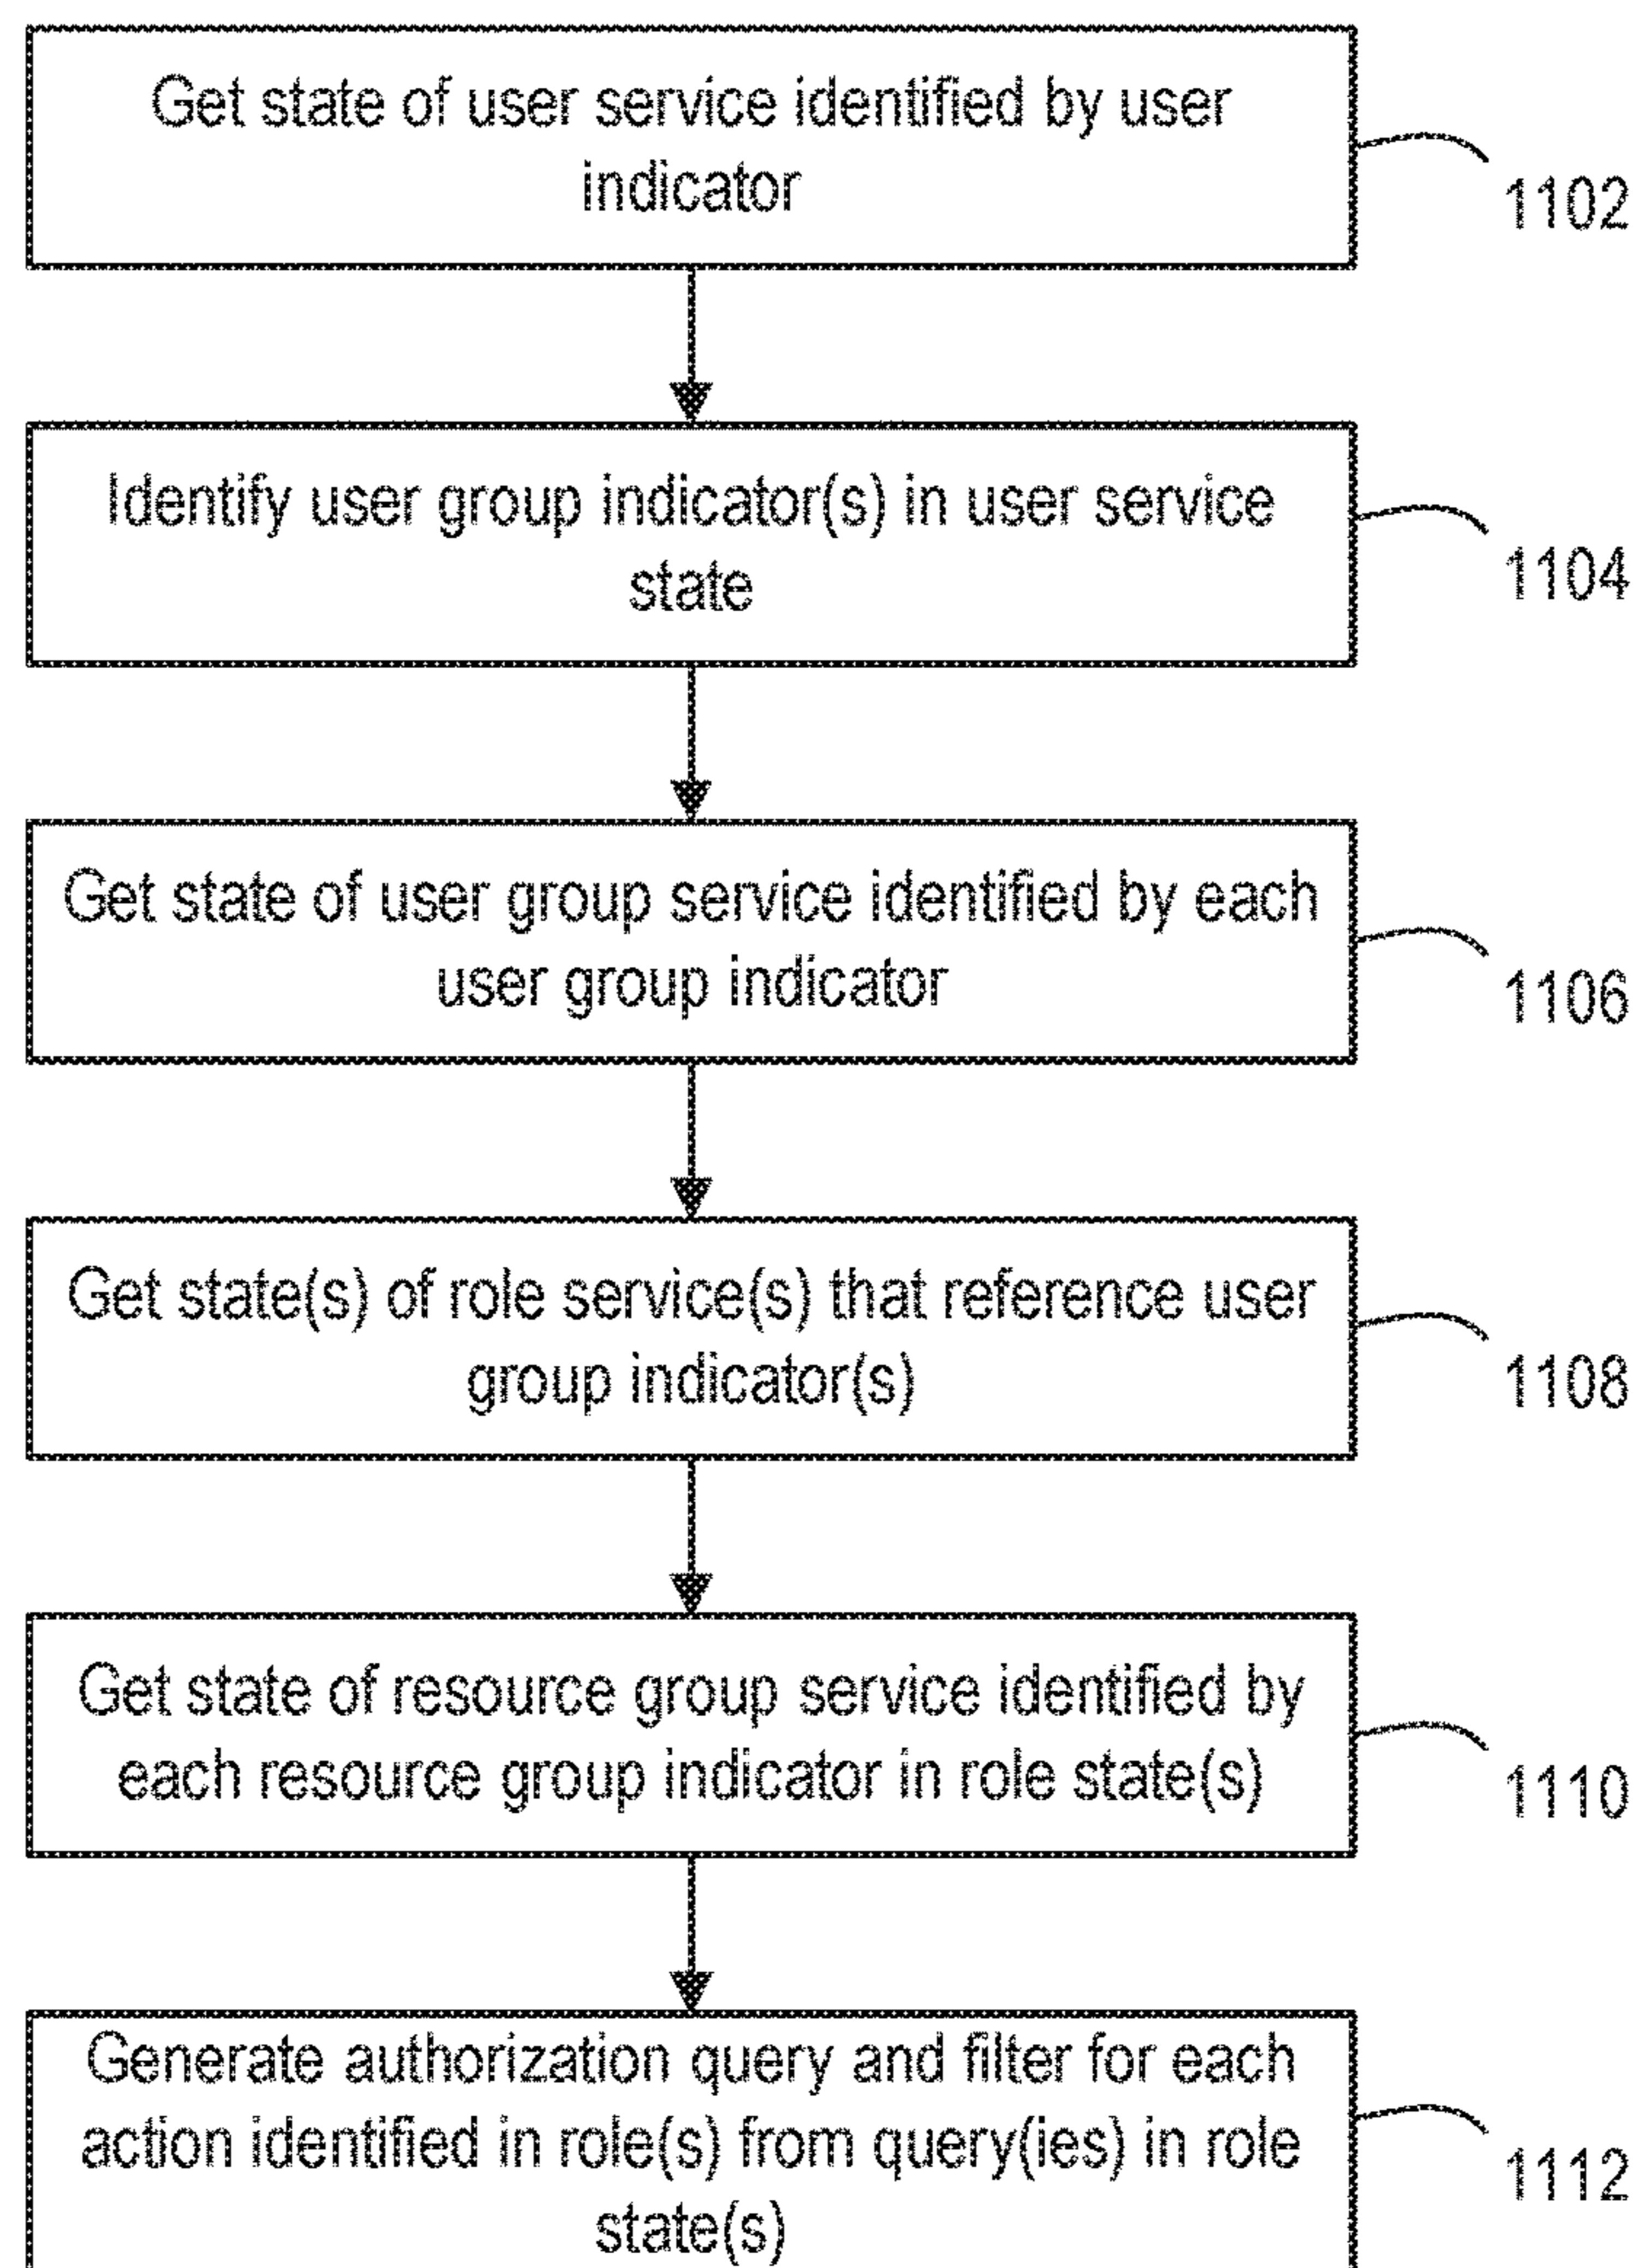 Get state of user service identified by user
indicator
1102
Identify user group indicator(s) in user service
state
1104
Get state of user group service identified by each
user group indicator
1106
Get state(s) of role service(s) that reference user
group indicator(s)
1108
Get state of resource group service identified by
each resource group indicator in role state(s)
1110
Generate authorization query and filter for each
action identified in role(s) from query(ies) in role
state(s)
1112